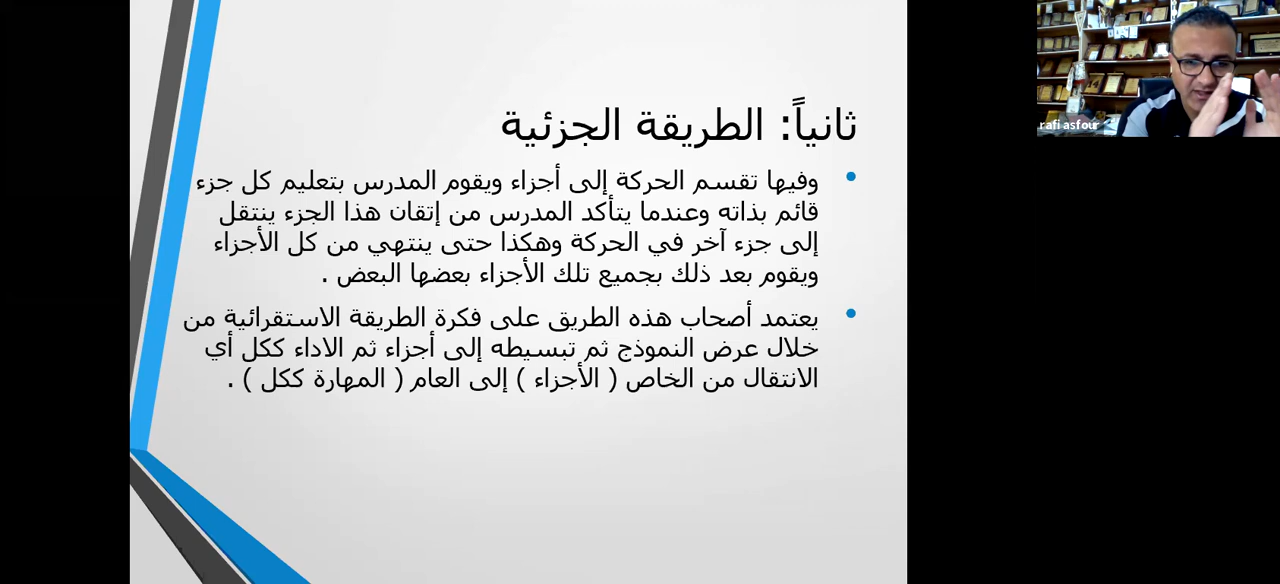 ثانياً: الطريقة الجزئية
وفيها تقسم الحركة إلى أجزاء ويقوم المدرس بتعليم كل جزء
قائم بذاته وعندما يتأكد المدرس من إتقان هذا الجزء ينتقل
إلى جزء آخر في الحركة وهكذا حتى ينتهي من كل الأجزاء
ويقوم بعد ذلك بجميع تلك الأجزاء بعضها البعض .
يعتمد أصحاب هذه الطريق على فكرة الطريقة الاستقرائية من
خلال عرض النموذج ثم تبسيطه إلى أجزاء ثم الاداء ككل أي
الانتقال من الخاص ( الأجزاء ) إلى العام ( المهارة ككل ) .
rafi asfour